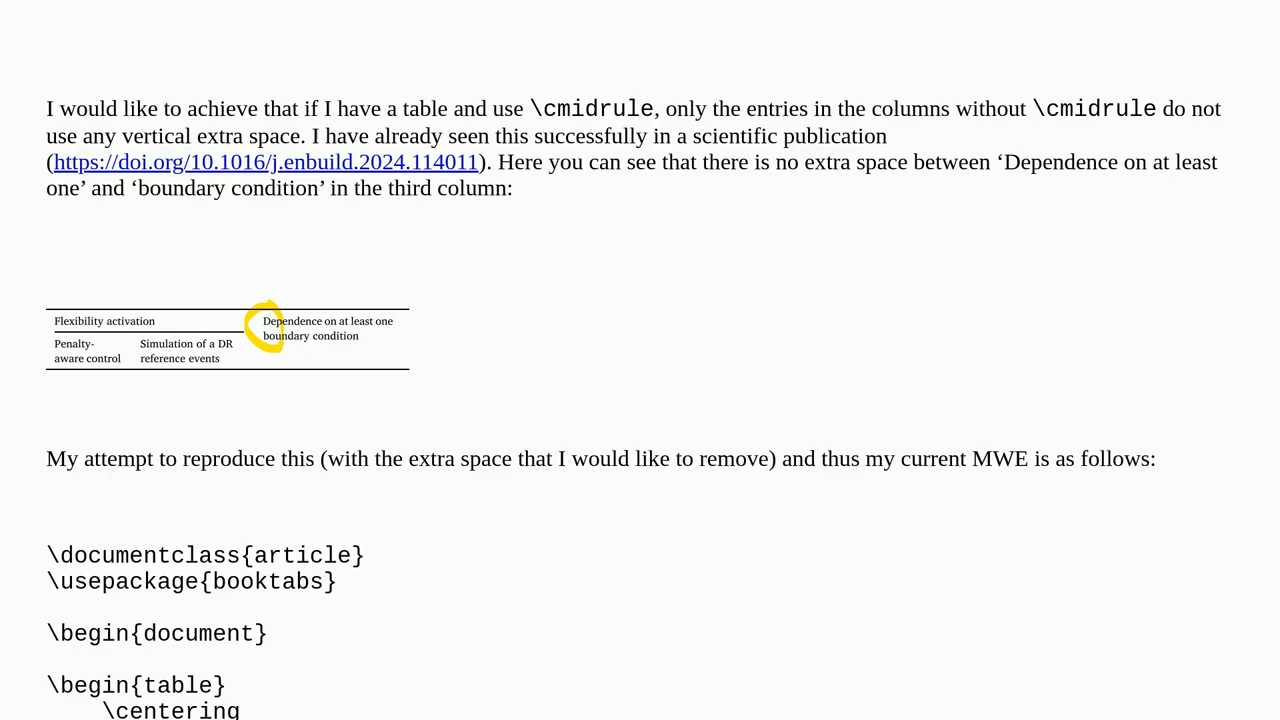 I would like to achieve that if I have a table and use \cmidrule, only the entries in the columns without \cmidrule do not
use any vertical extra space. I have already seen this successfully in a scientific publication
(https://doi.org/10.1016/j.enbuild.2024.114011). Here you can see that there is no extra space between ‘Dependence on at least
one’ and ‘boundary condition’ in the third column:
Flexibility activation
Dependence on at least one
boundary condition
Penalty-
aware control
Simulation of a DR
reference events
My attempt to reproduce this (with the extra space that I would like to remove) and thus my current MWE is as follows:
\documentclass{article}
\usepackage{booktabs}
\begin{document}
\begin{table}
    \centering